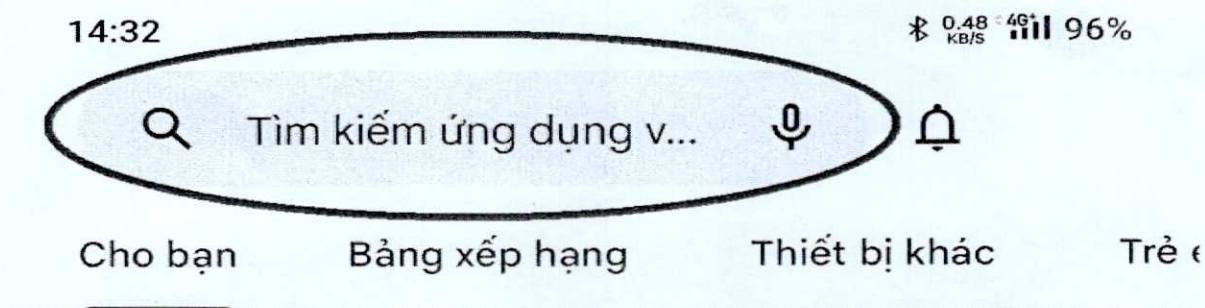 14:32 0.48 KB/S 4G+ 96%
Tìm kiếm ứng dụng v...
Cho bạn Bảng xếp hạng Thiết bị khác Trẻ